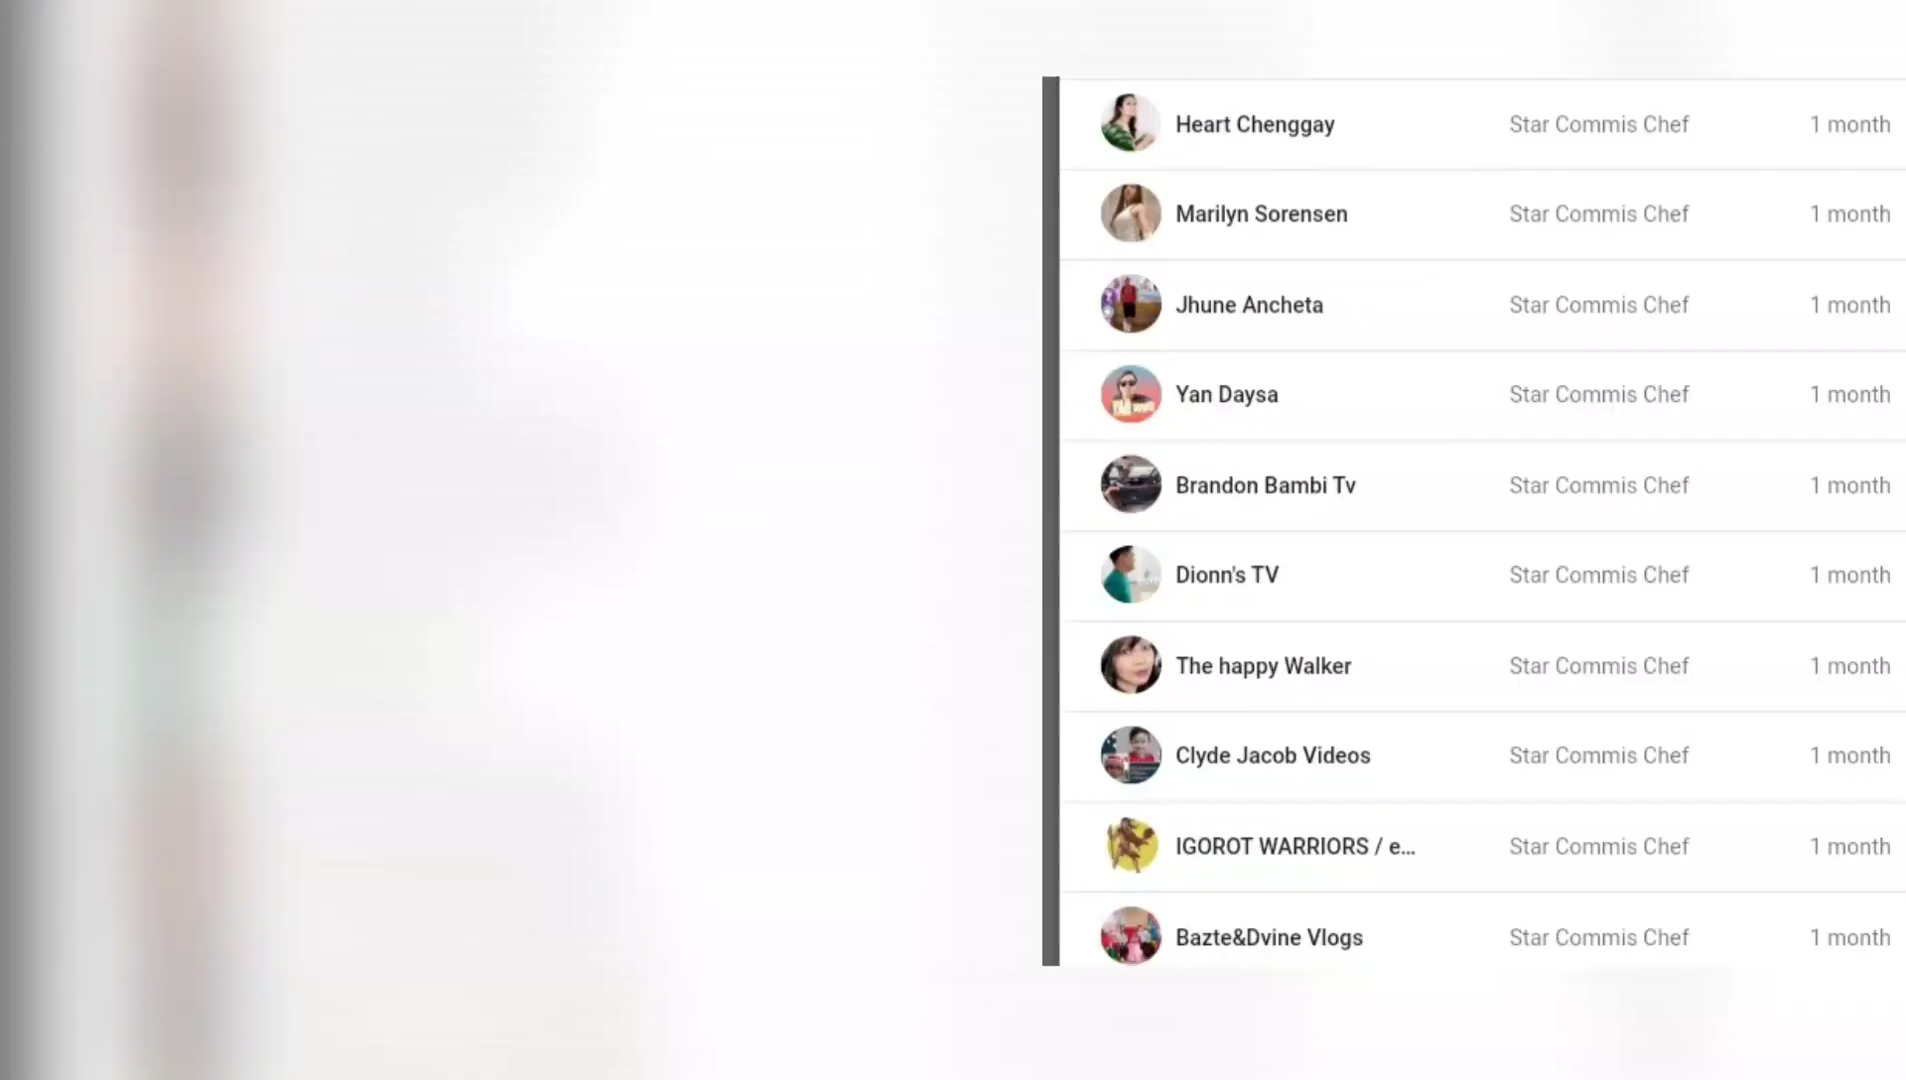 Heart Chenggay Star Commis Chef 1 month
Marilyn Sorensen Star Commis Chef 1 month
Jhune Ancheta Star Commis Chef 1 month
Yan Daysa Star Commis Chef 1 month
Brandon Bambi Tv Star Commis Chef 1 month
Dionn's TV Star Commis Chef 1 month
The happy Walker Star Commis Chef 1 month
Clyde Jacob Videos Star Commis Chef 1 month
IGOROT WARRIORS / e... Star Commis Chef 1 month
Bazte&Dvine Vlogs Star Commis Chef 1 month